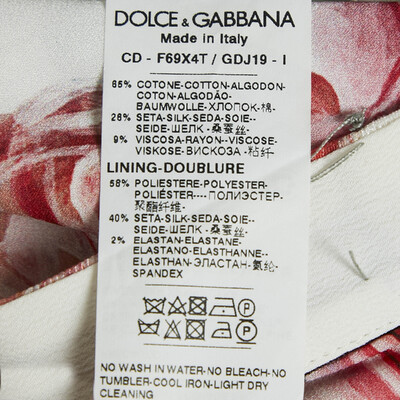 DOLCE & GABBANA
Made in Italy
CD - F69X4T / GDJ19 - I
65% COTONE-COTTON-ALGODON
COTON-ALGODÃO-
BAUMWOLLE-ХЛОПОК-棉-
26% SETA-SILK-SEDA-SOIE--
SEIDE-ШЕЛК-桑蚕丝-
9% VISCOSA-RAYON--VISCOSE-
VISKOSE-ВИСКОЗА-粘纤-
LINING-DOUBLURE
58% POLIESTERE-POLYESTER-
POLIÉSTER----ПОЛИЭСТЕР-
聚酯纤维-
40% SETA-SILK-SEDA-SOIE--
SEIDE-ШЕЛК-桑蚕丝-
2% ELASTAN-ELASTANE-
ELASTANO-ELASTHANNE--
ELASTHAN-ЭЛАСТАН-氨纶-
SPANDEX
NO WASH IN WATER-NO BLEACH-NO
TUMBLER-COOL IRON-LIGHT DRY
CLEANING